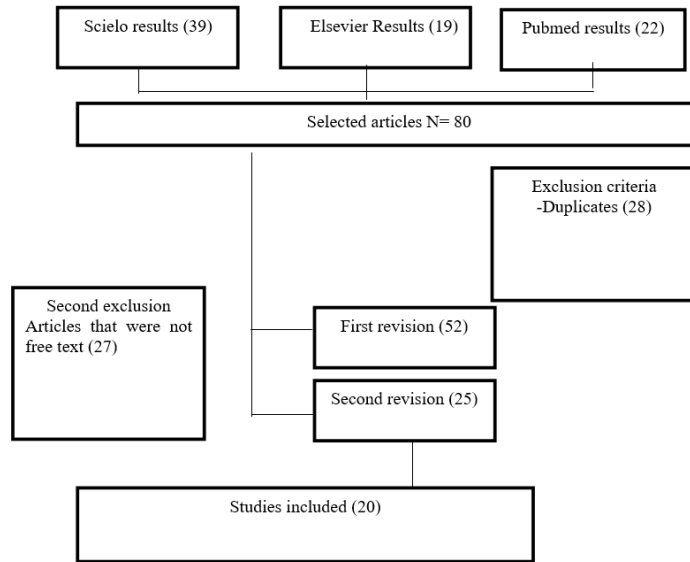 Scielo results (39)
Elsevier Results (19)
Pubmed results (22)
Selected articles N= 80
Exclusion criteria
-Duplicates (28)
Second exclusion
Articles that were not
free text (27)
First revision (52)
Second revision (25)
Studies included (20)